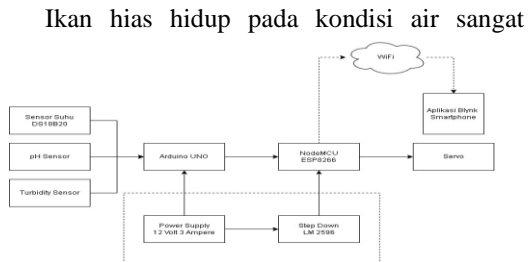 Ikan hias hidup pada kondisi air sangat
WiFi
Aplikasi Blynk
Smartphone
Sensor Suhu
DS18B20
pH Sensor
Turbidity Sensor
Arduino UNO
NodeMCU
ESP8266
Servo
Power Supply
12 Volt 3 Ampere
Step Down
LM 2596